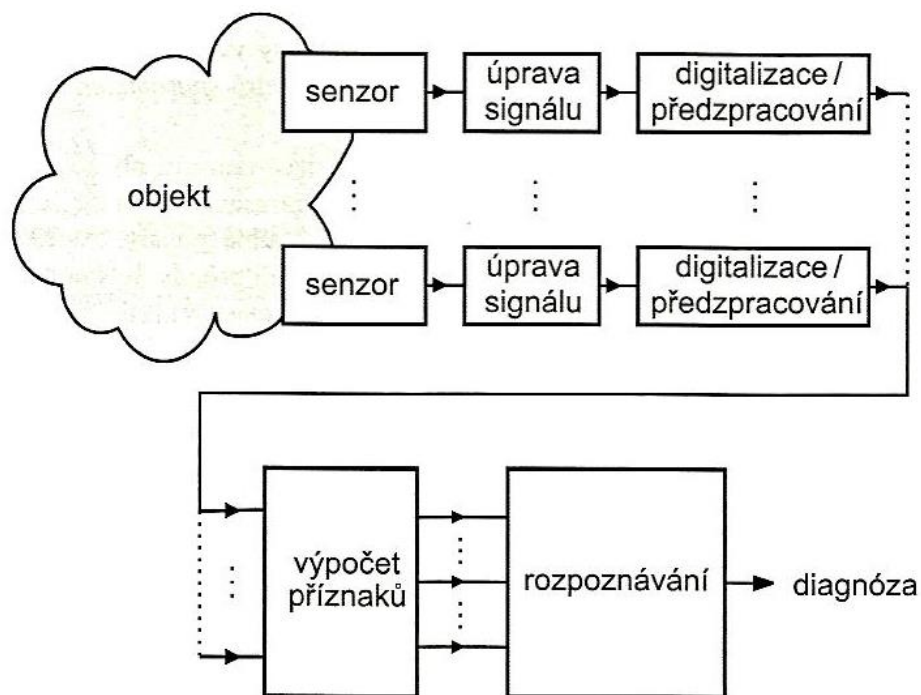 objekt
senzor
úprava
signálu
digitalizace /
předzpracování
senzor
úprava
signálu
digitalizace /
předzpracování
výpočet
příznaků
rozpoznávání
diagnóza